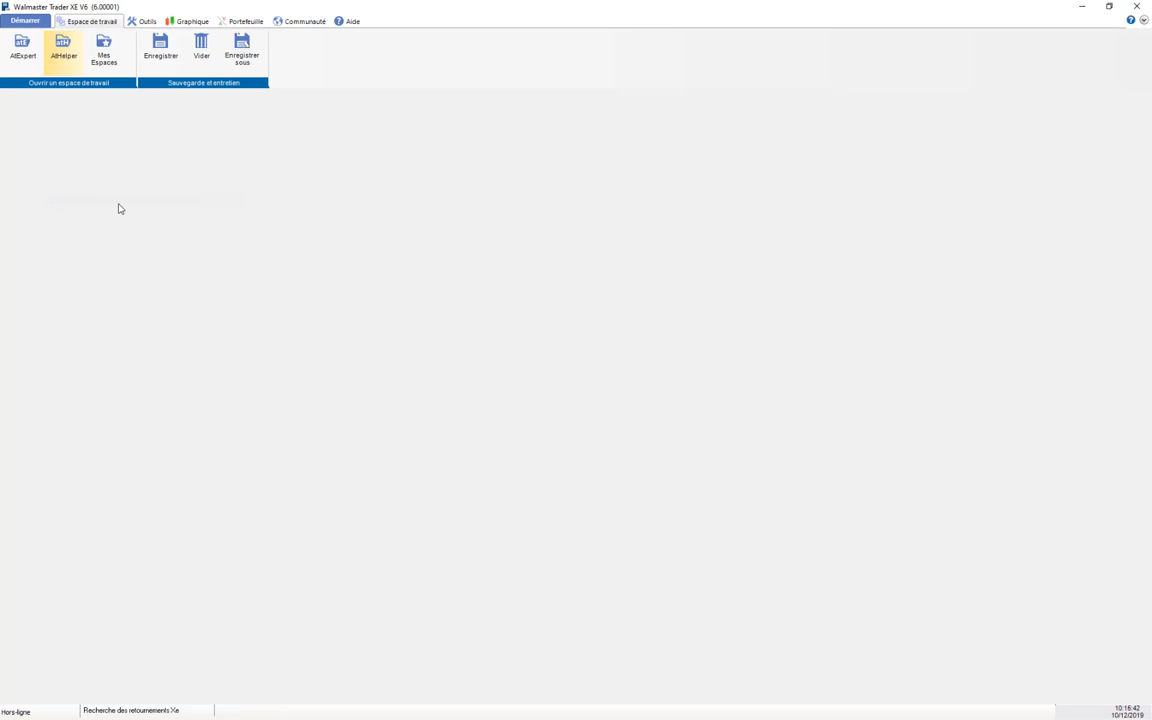 Walmaster Trader XE V6 (6.00001)
Démarrer Espace de travail Outils Graphique Portefeuille Communauté Aide
AtExpert AtHelper Mes Espaces Enregistrer Vider Enregistrer sous
Ouvrir un espace de travail Sauvegarde et entretien
Hors-ligne Recherche des retournements Xe 10:15:42
10/12/2019